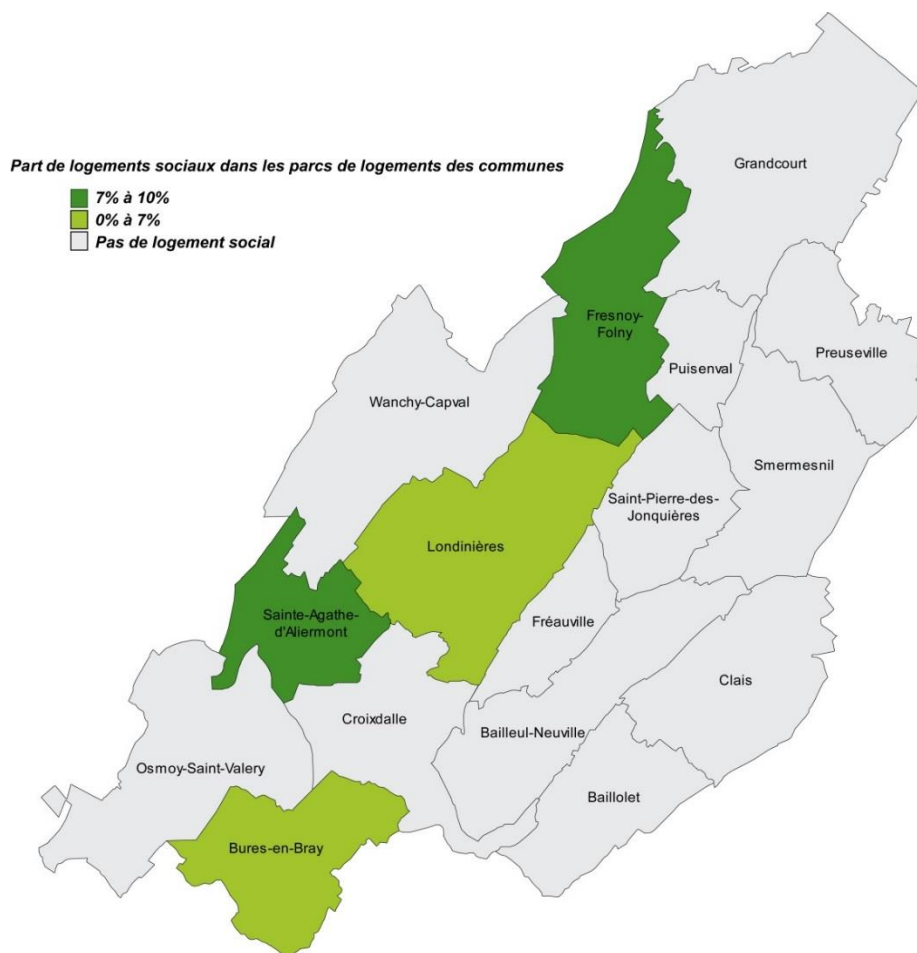 Part de logements sociaux dans les parcs de logements des communes
7% à 10%
0% à 7%
Pas de logement social
Grandcourt
Fresnoy-
Folny
Preuseville
Puisenval
Wanchy-Capval
Smermesnil
Saint-Pierre-des-
Jonquières
Londinières
Sainte-Agathe-
d'Aliermont
Fréauville
Clais
Croixdalle
Bailleul-Neuville
Osmoy-Saint-Valery
Baillolet
Bures-en-Bray